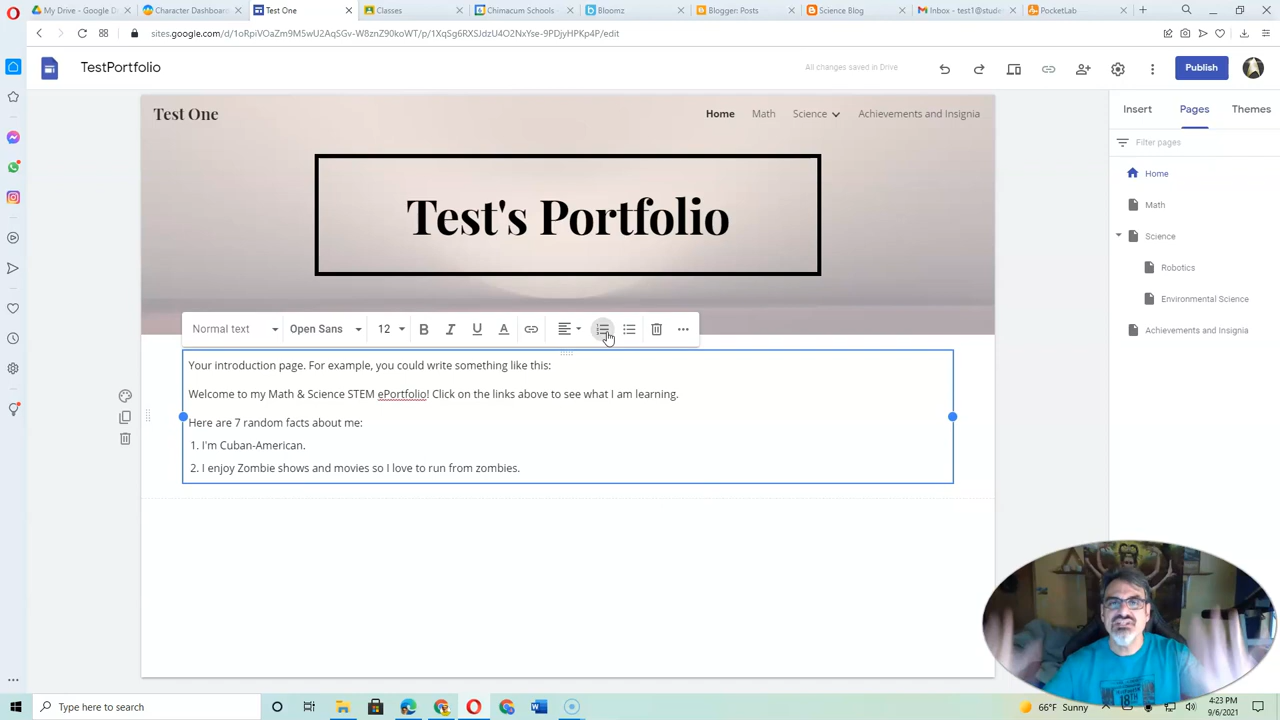 My Drive - Google D
Character Dashboard
Test One
Classes
Chimacum Schools -
Bloomz
Blogger: Posts
Science Blog
Inbox - test1@stude
PocketLab
sites.google.com/d/1oRpiVOaZm9M5wU2AqSGv-W8znZ90koWT/p/1XqSg6RXSJdzU4O2NxYse-9PDjyHPKp4P/edit
TestPortfolio
All changes saved in Drive
Publish
Test One
Home Math Science Achievements and Insignia
Test's Portfolio
Normal text Open Sans 12 B I U A
Your introduction page. For example, you could write something like this:
Welcome to my Math & Science STEM ePortfolio! Click on the links above to see what I am learning.
Here are 7 random facts about me:
1. I'm Cuban-American.
2. I enjoy Zombie shows and movies so I love to run from zombies.
Insert Pages Themes
Filter pages
Home
Math
Science
Robotics
Environmental Science
Achievements and Insignia
Type here to search
66°F Sunny
4:23 PM
9/6/2021